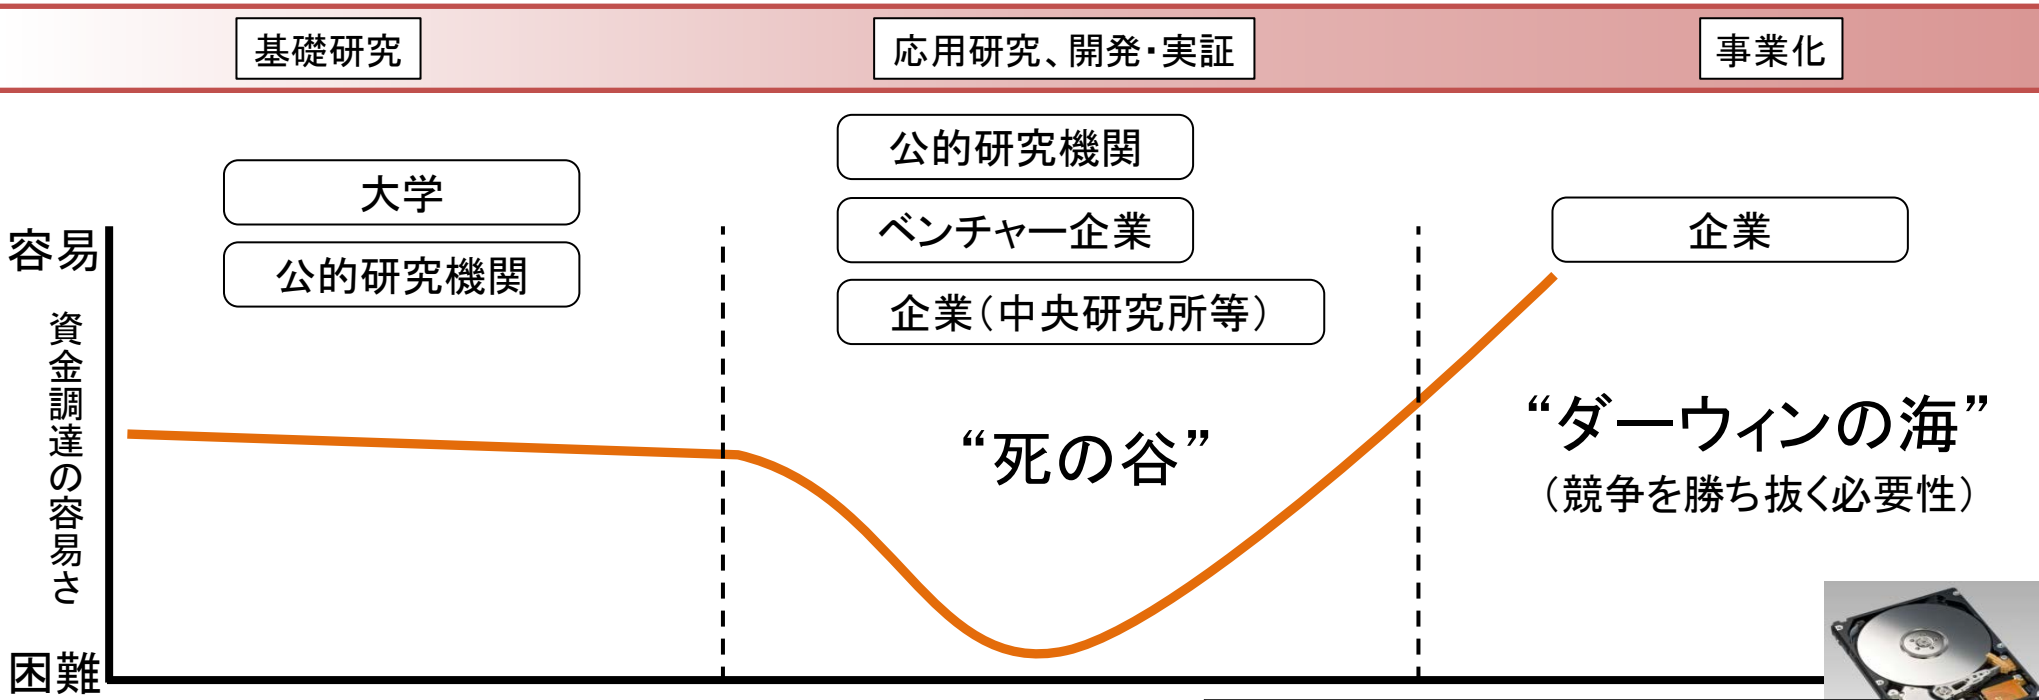 基礎研究
応用研究、開発・実証
事業化
大学
公的研究機関
公的研究機関
ベンチャー企業
企業（中央研究所等）
企業
容易
資金調達の容易さ
困難
“死の谷”
“ダーウィンの海”
（競争を勝ち抜く必要性）